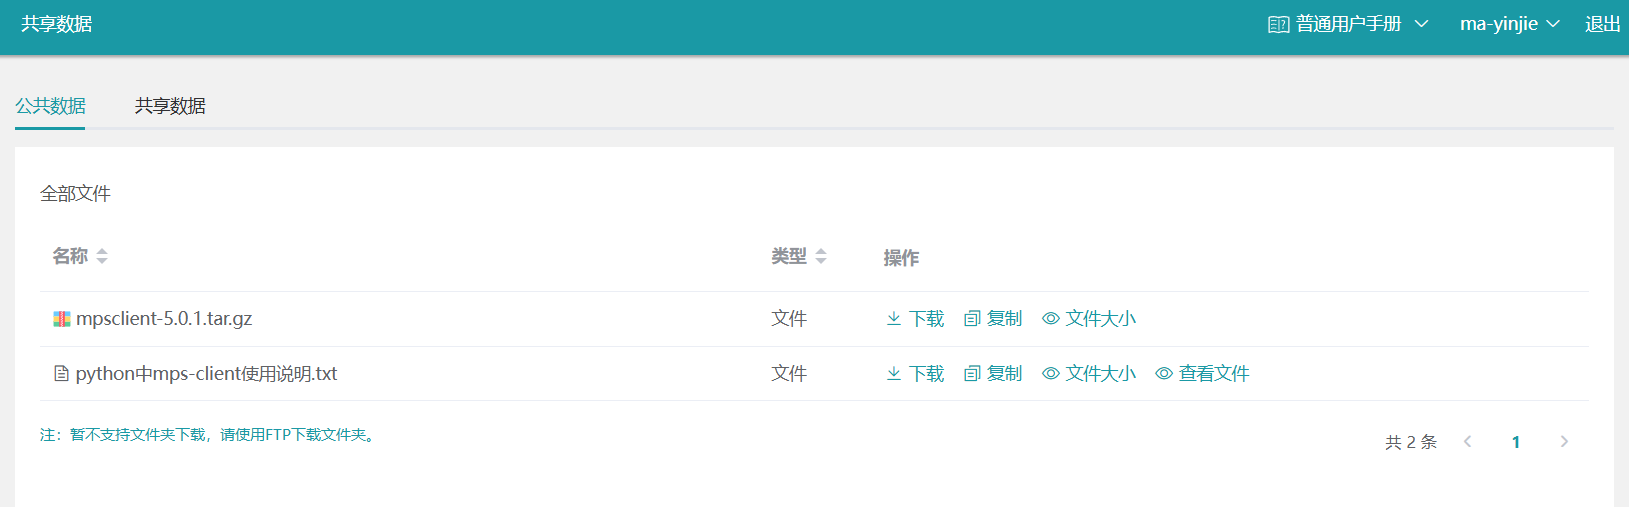 共享数据
普通用户手册
ma-yinjie
退出
公共数据
共享数据
全部文件
名称
类型
操作
mpsclient-5.0.1.tar.gz
文件
下载
复制
文件大小
python中mps-client使用说明.txt
文件
下载
复制
文件大小
查看文件
注：暂不支持文件夹下载，请使用FTP下载文件夹。
共 2 条
1